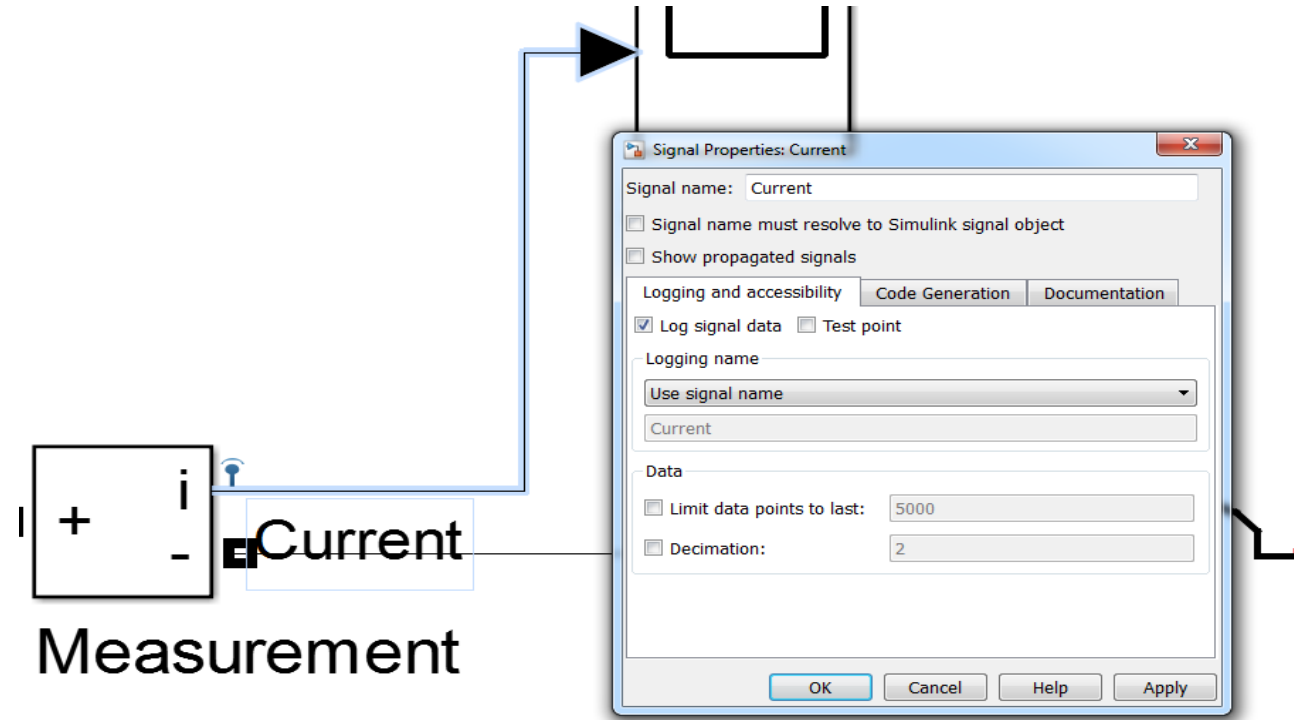 Signal Properties: Current
Signal name: Current
Signal name must resolve to Simulink signal object
Show propagated signals
Logging and accessibility Code Generation Documentation
Log signal data Test point
Logging name
Use signal name
Current
Data
Limit data points to last: 5000
Decimation: 2
OK Cancel Help Apply
i
+
-
Current
Measurement